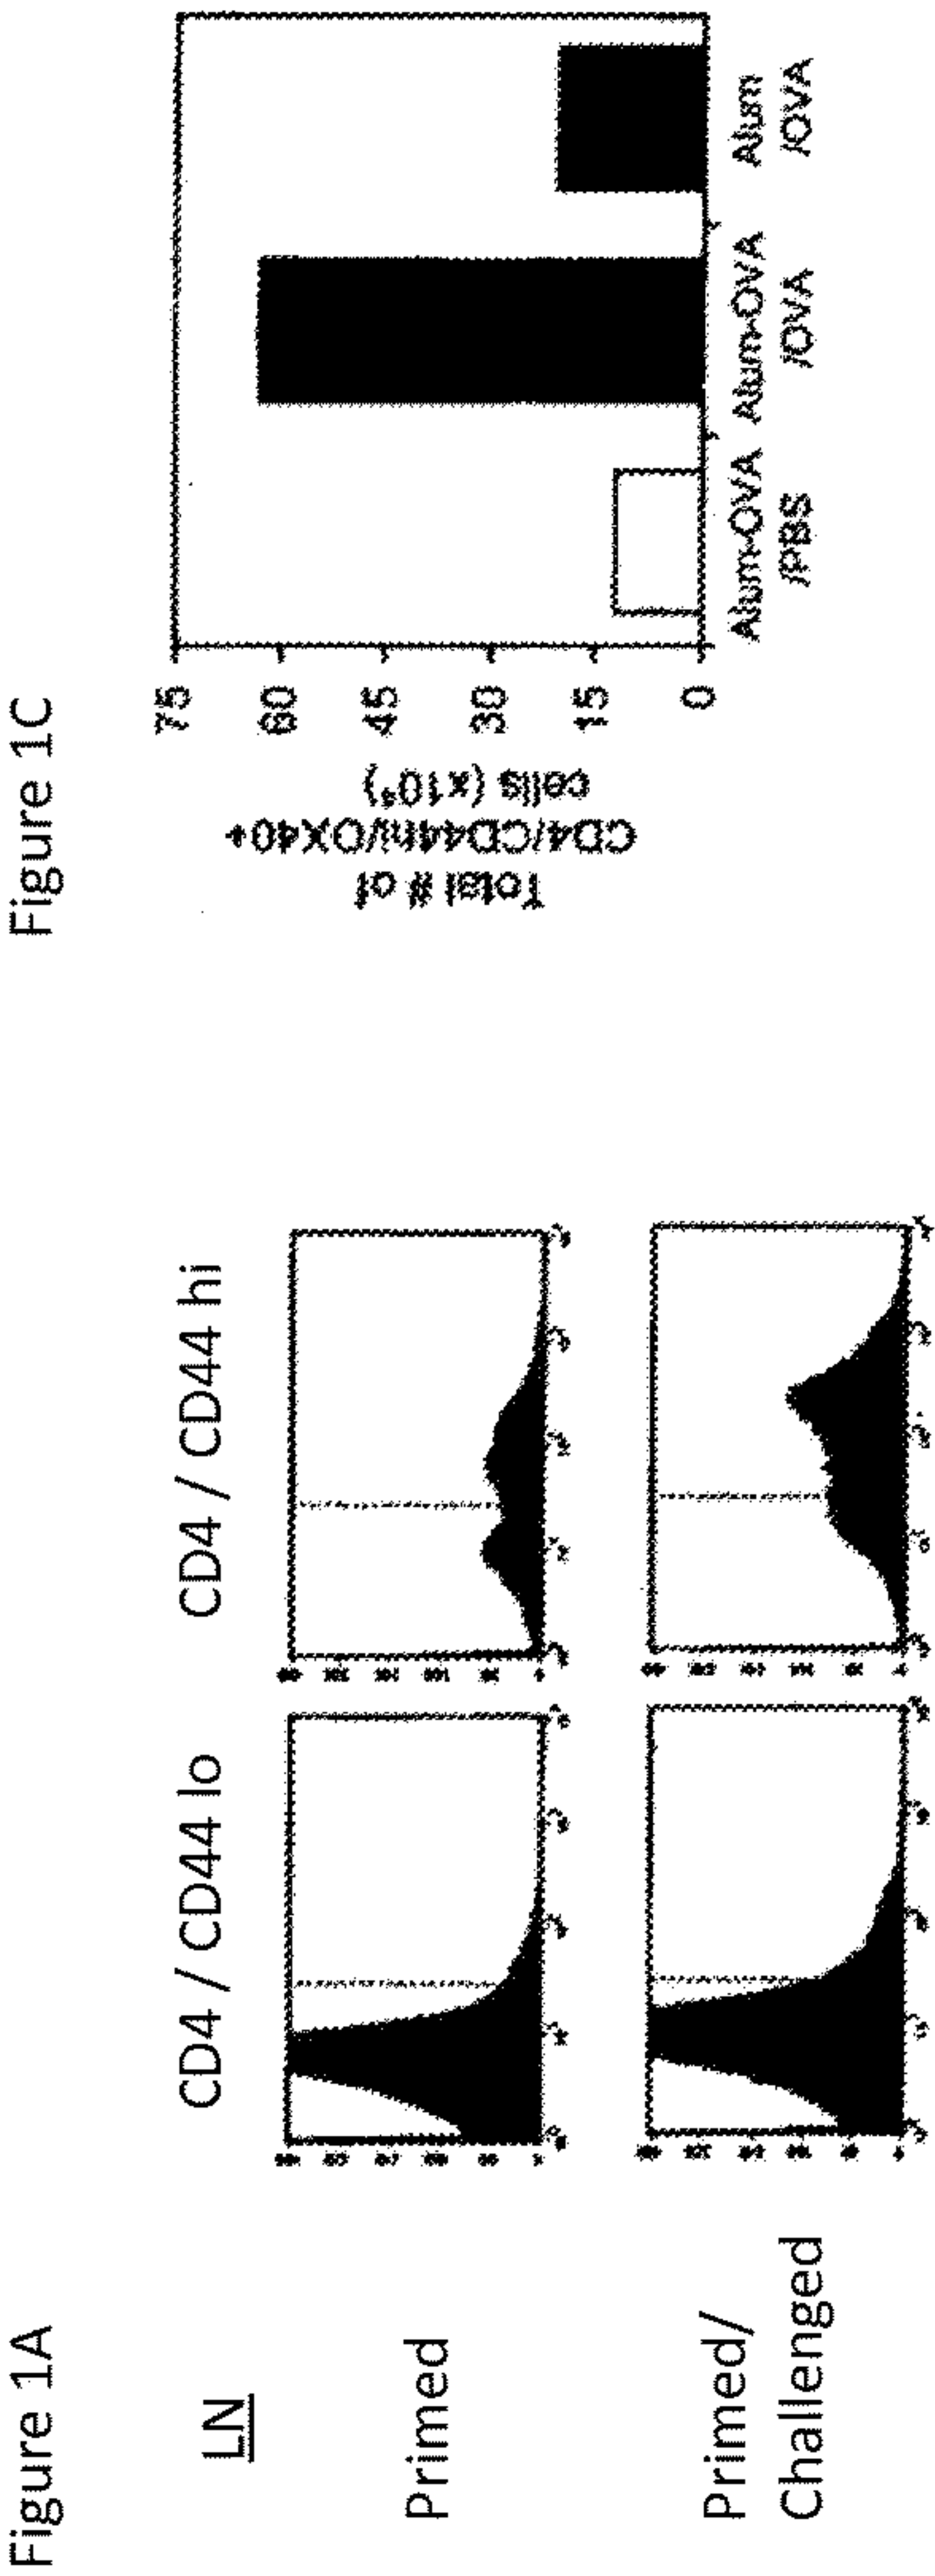 Figure 1A
LN
CD4 / CD44 lo
CD4 / CD44 hi
Primed
Primed/
Challenged
Figure 1C
Total # of
CD4/CD44hi/OX40+
cells (x10⁴)
75
60
45
30
15
0
Alum-OVA
/PBS
Alum-OVA
/OVA
Alum
/OVA